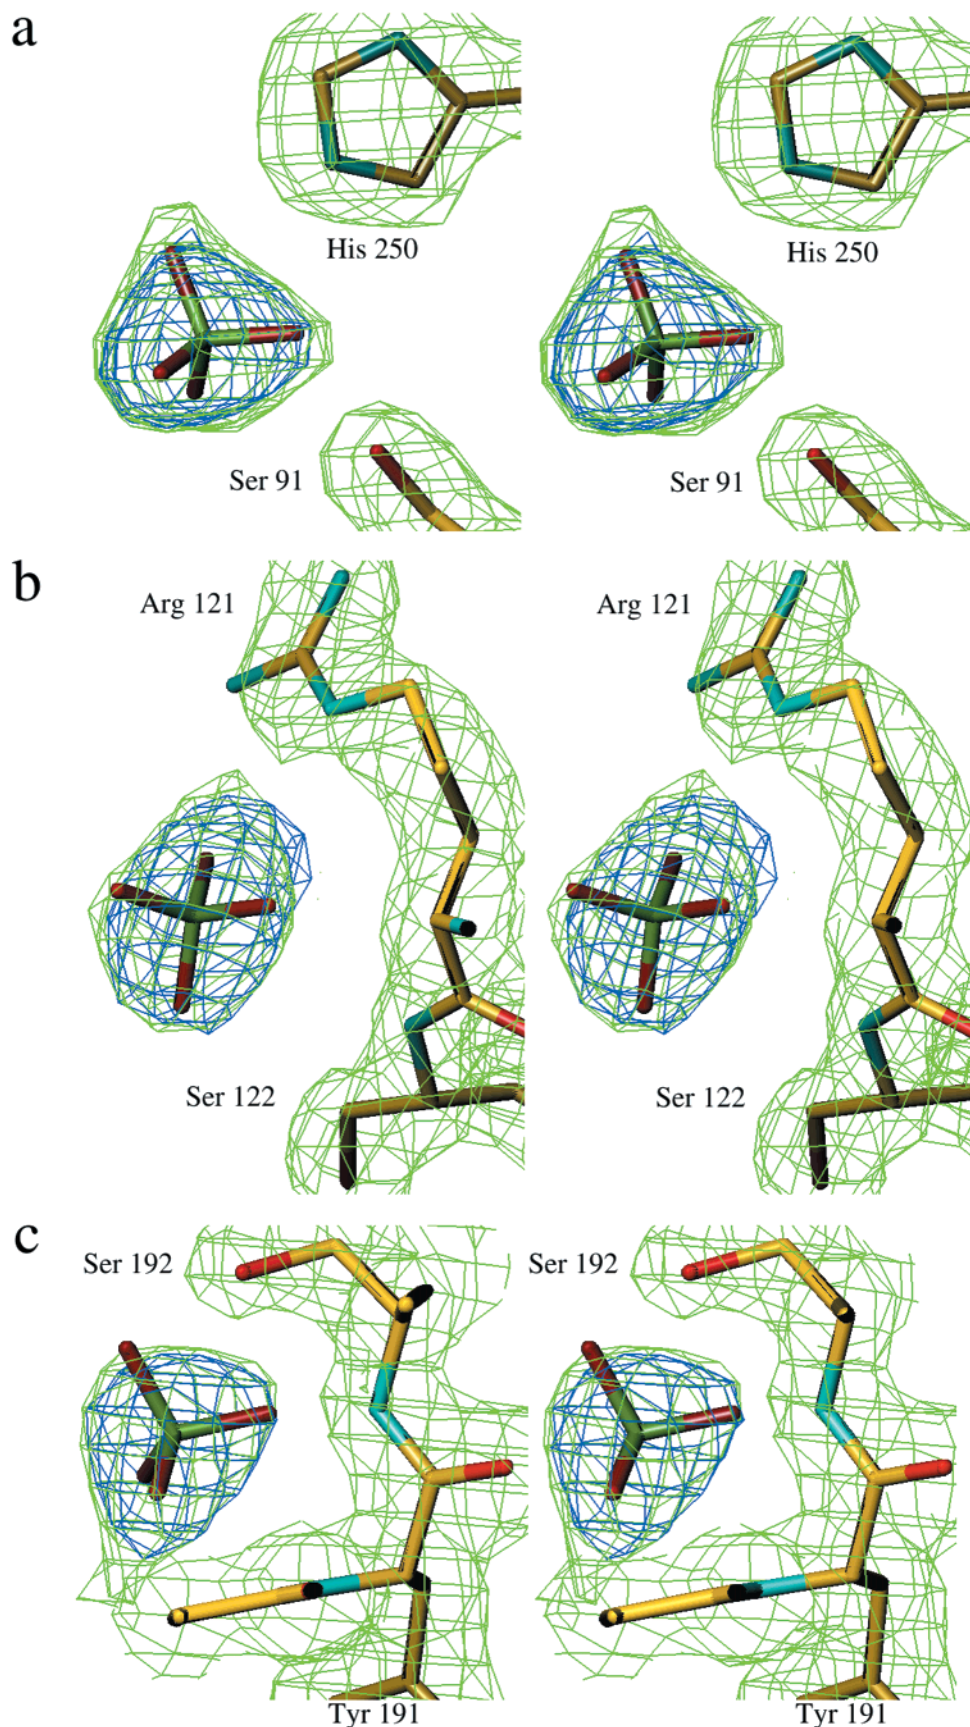 a
His 250 His 250
Ser 91 Ser 91
b
Arg 121 Arg 121
Ser 122 Ser 122
c
Ser 192 Ser 192
Tyr 191 Tyr 191